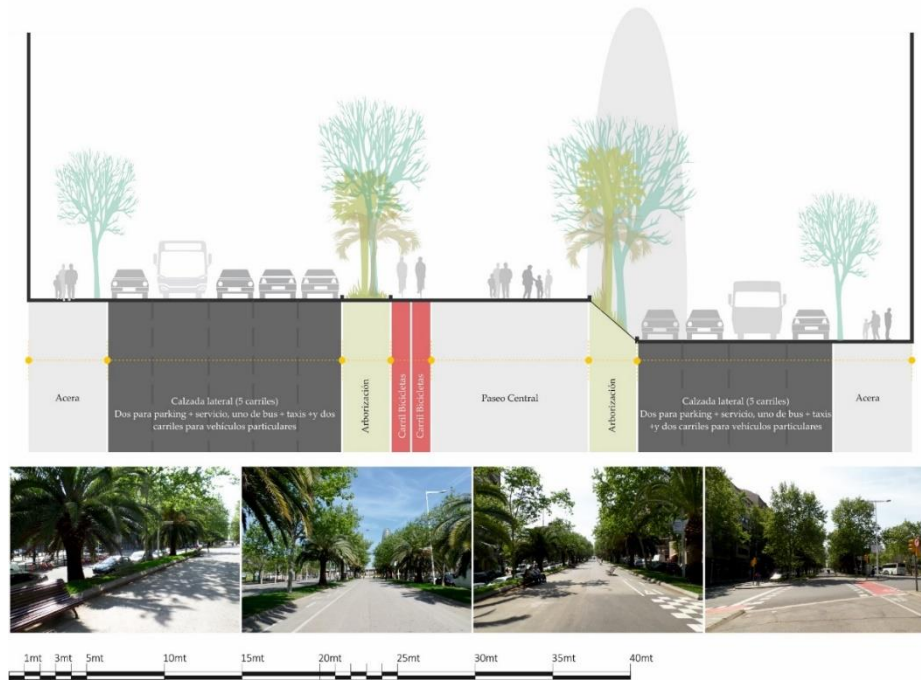 Acera
Calzada lateral (5 carriles)
Dos para parking + servicio, uno de bus + taxis +y dos
carriles para vehículos particulares
Arborización
Carril Bicicletas
Carril Bicicletas
Paseo Central
Arborización
Calzada lateral (5 carriles)
Dos para parking + servicio, uno de bus + taxis
+y dos carriles para vehículos particulares
Acera
1mt 3mt 5mt 10mt 15mt 20mt 25mt 30mt 35mt 40mt